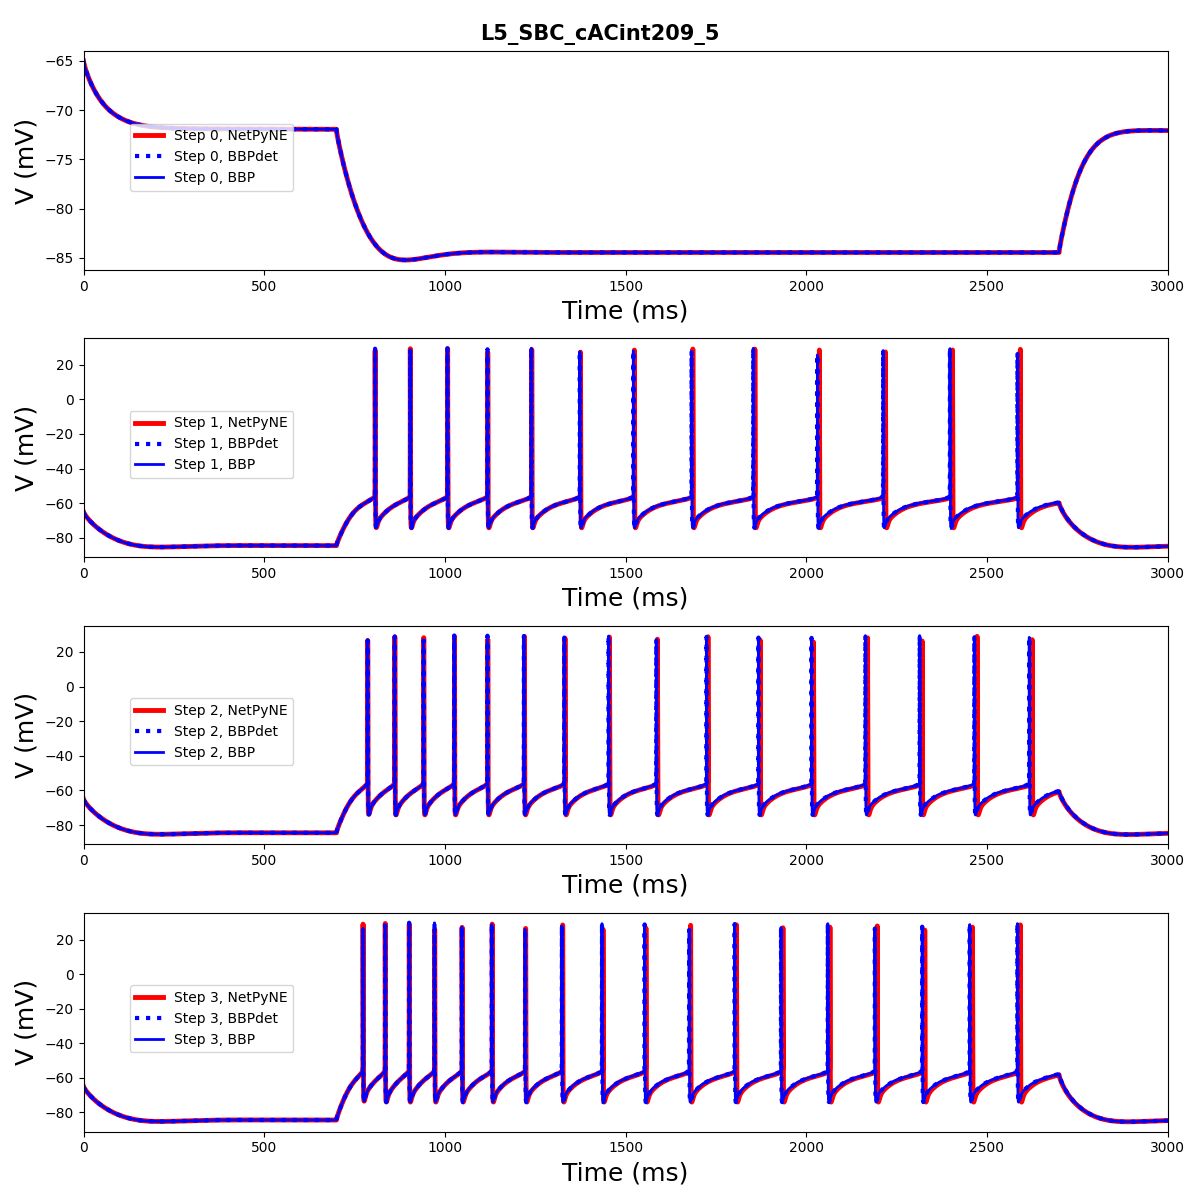 L5_SBC_cACint209_5
V (mV)
−65
−70
−75
−80
−85
Step 0, NetPyNE
Step 0, BBPdet
Step 0, BBP
0 500 1000 1500 2000 2500 3000
Time (ms)
V (mV)
20
0
−20
−40
−60
−80
Step 1, NetPyNE
Step 1, BBPdet
Step 1, BBP
0 500 1000 1500 2000 2500 3000
Time (ms)
V (mV)
20
0
−20
−40
−60
−80
Step 2, NetPyNE
Step 2, BBPdet
Step 2, BBP
0 500 1000 1500 2000 2500 3000
Time (ms)
V (mV)
20
0
−20
−40
−60
−80
Step 3, NetPyNE
Step 3, BBPdet
Step 3, BBP
0 500 1000 1500 2000 2500 3000
Time (ms)